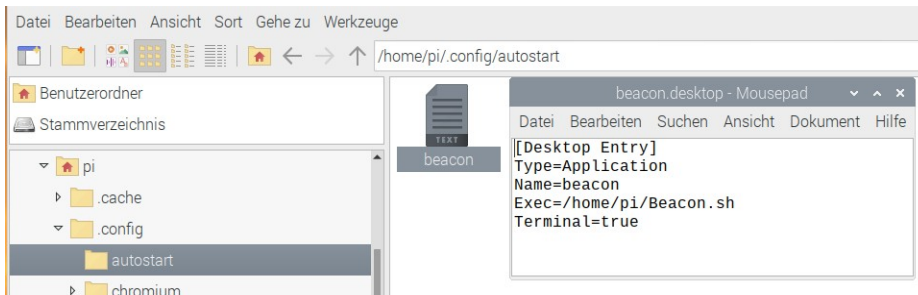 Datei Bearbeiten Ansicht Sort Gehe zu Werkzeuge
/home/pi/.config/autostart
Benutzerordner
Stammverzeichnis
pi
.cache
.config
autostart
chromium
TEXT
beacon
beacon.desktop - Mousepad
Datei Bearbeiten Suchen Ansicht Dokument Hilfe
[Desktop Entry]
Type=Application
Name=beacon
Exec=/home/pi/Beacon.sh
Terminal=true